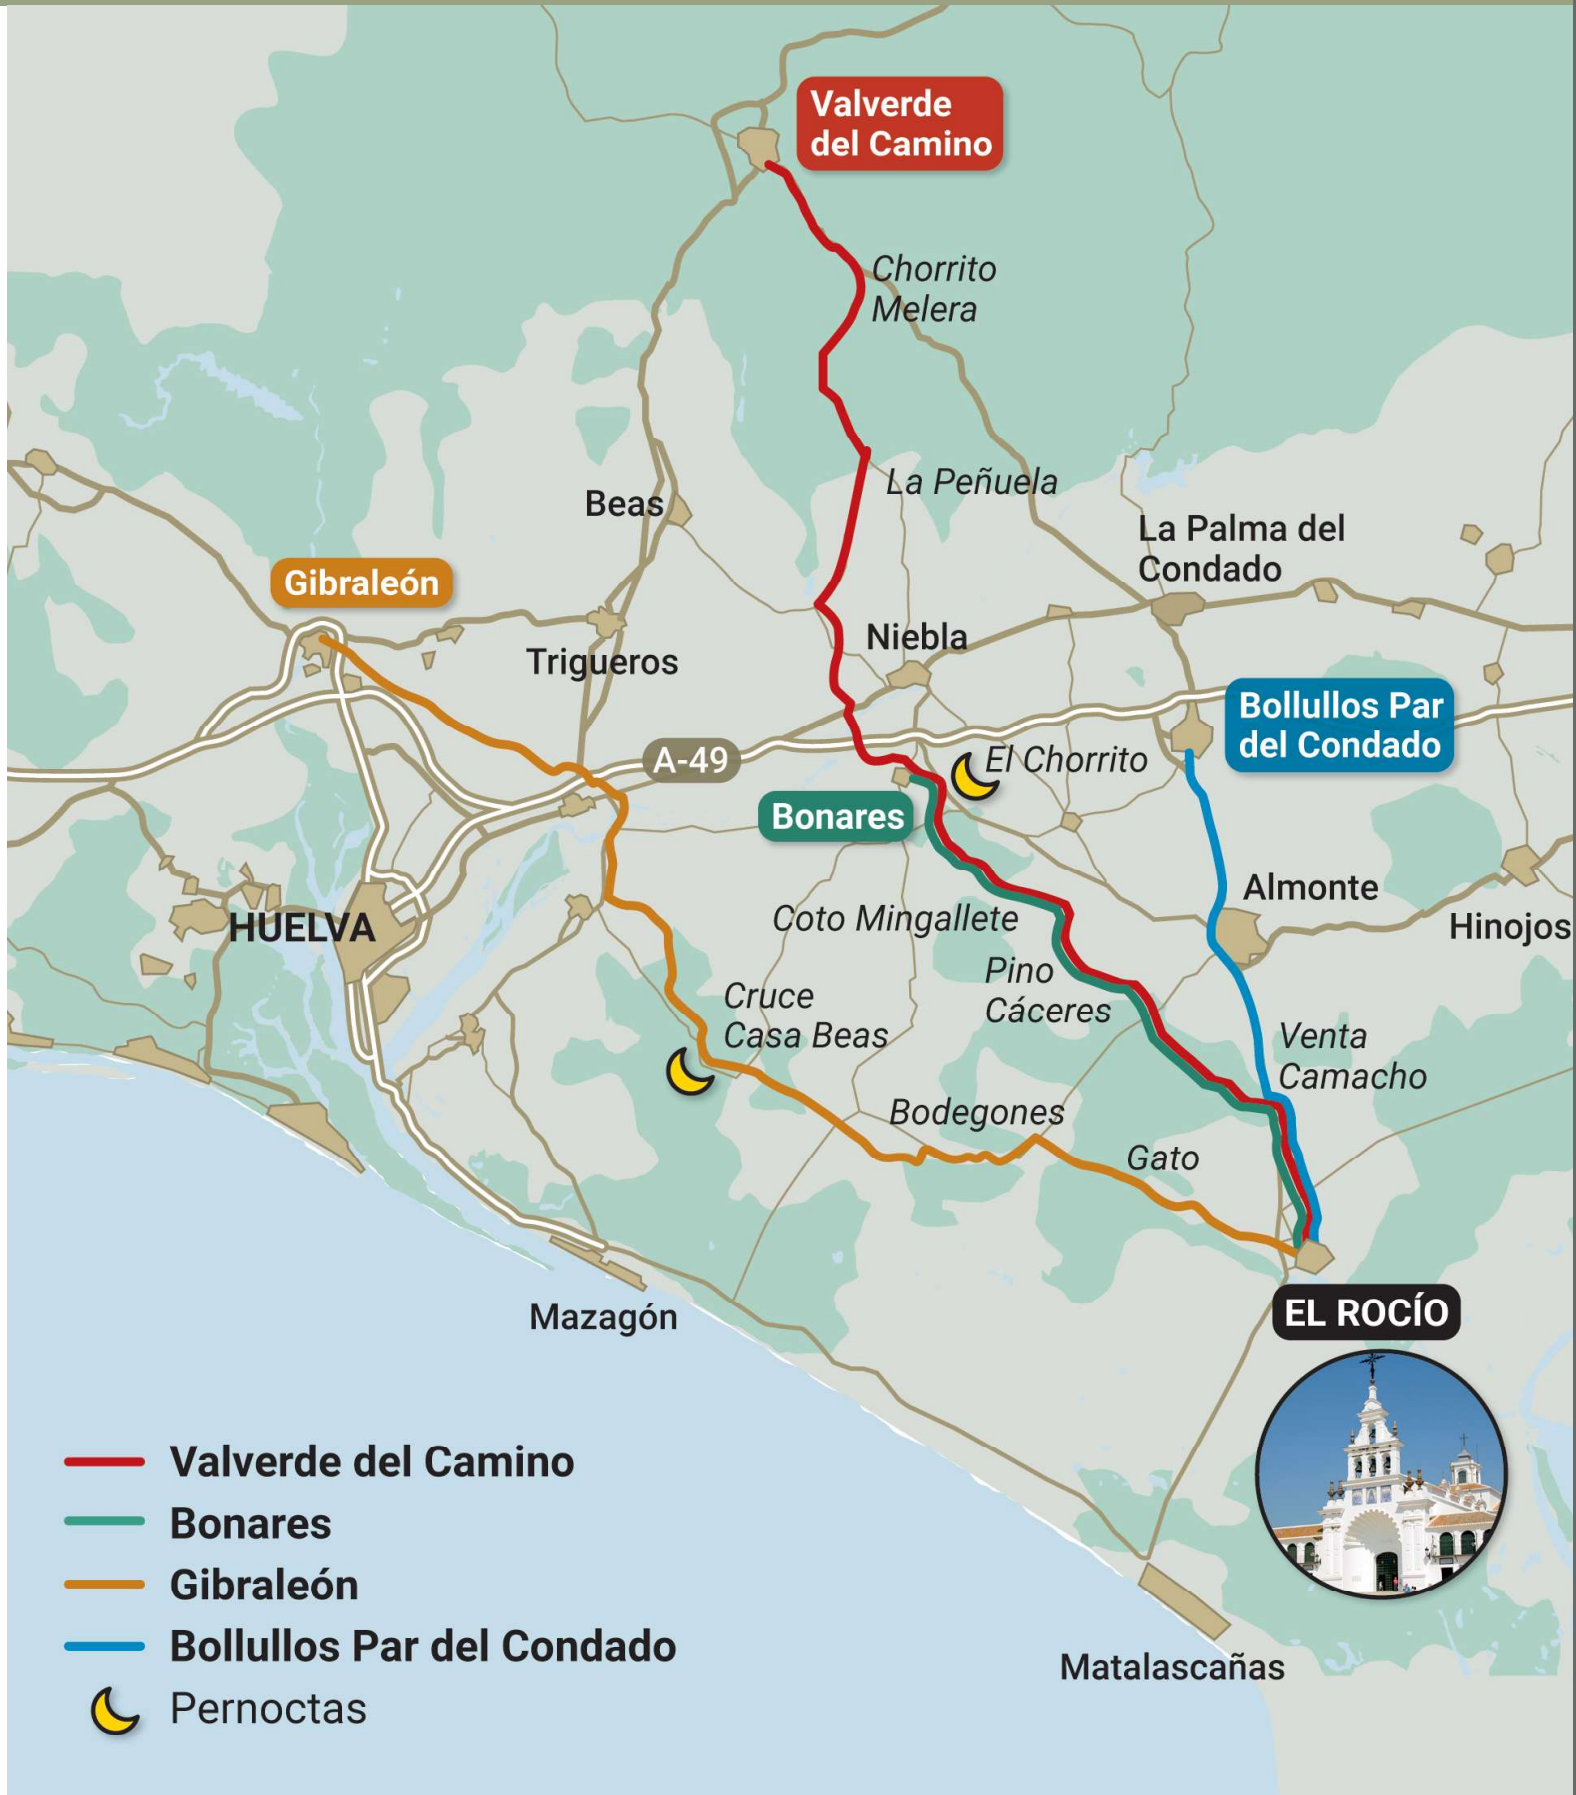 Valverde
del Camino
Chorrito
Melera
La Peñuela
Beas
La Palma del
Condado
Gibraleón
Niebla
Trigueros
Bollullos Par
del Condado
A-49
El Chorrito
Bonares
Almonte
HUELVA
Coto Mingallete
Hinojos
Pino
Cáceres
Cruce
Casa Beas
Venta
Camacho
Bodegones
Gato
Mazagón
EL ROCÍO
Valverde del Camino
Bonares
Gibraleón
Bollullos Par del Condado
Pernoctas
Matalascañas